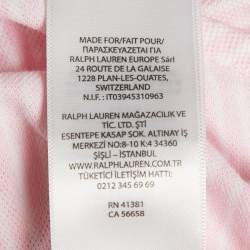 MADE FOR/FAIT POUR/
ΠΑΡΑΣΚΕΥΑΖΕΤΑΙ ΓΙΑ
RALPH LAUREN EUROPE Sárl
24 ROUTE DE LA GALAISE
1228 PLAN-LES-OUATES,
SWITZERLAND
N.I.F. : IT03945310963
RALPH LAUREN MAĞAZACILIK VE
TİC LTD. ŞTİ
ESENTEPE KASAP SOK. ALTINAY İŞ
MERKEZİ NO:8-10 K:4 34360
ŞİŞLİ – İSTANBUL
WWW.RALPHLAUREN.COM.TR
TÜKETİCİ İLETİŞİM HATTI:
0212 345 69 69
RN 41381
CA 56658